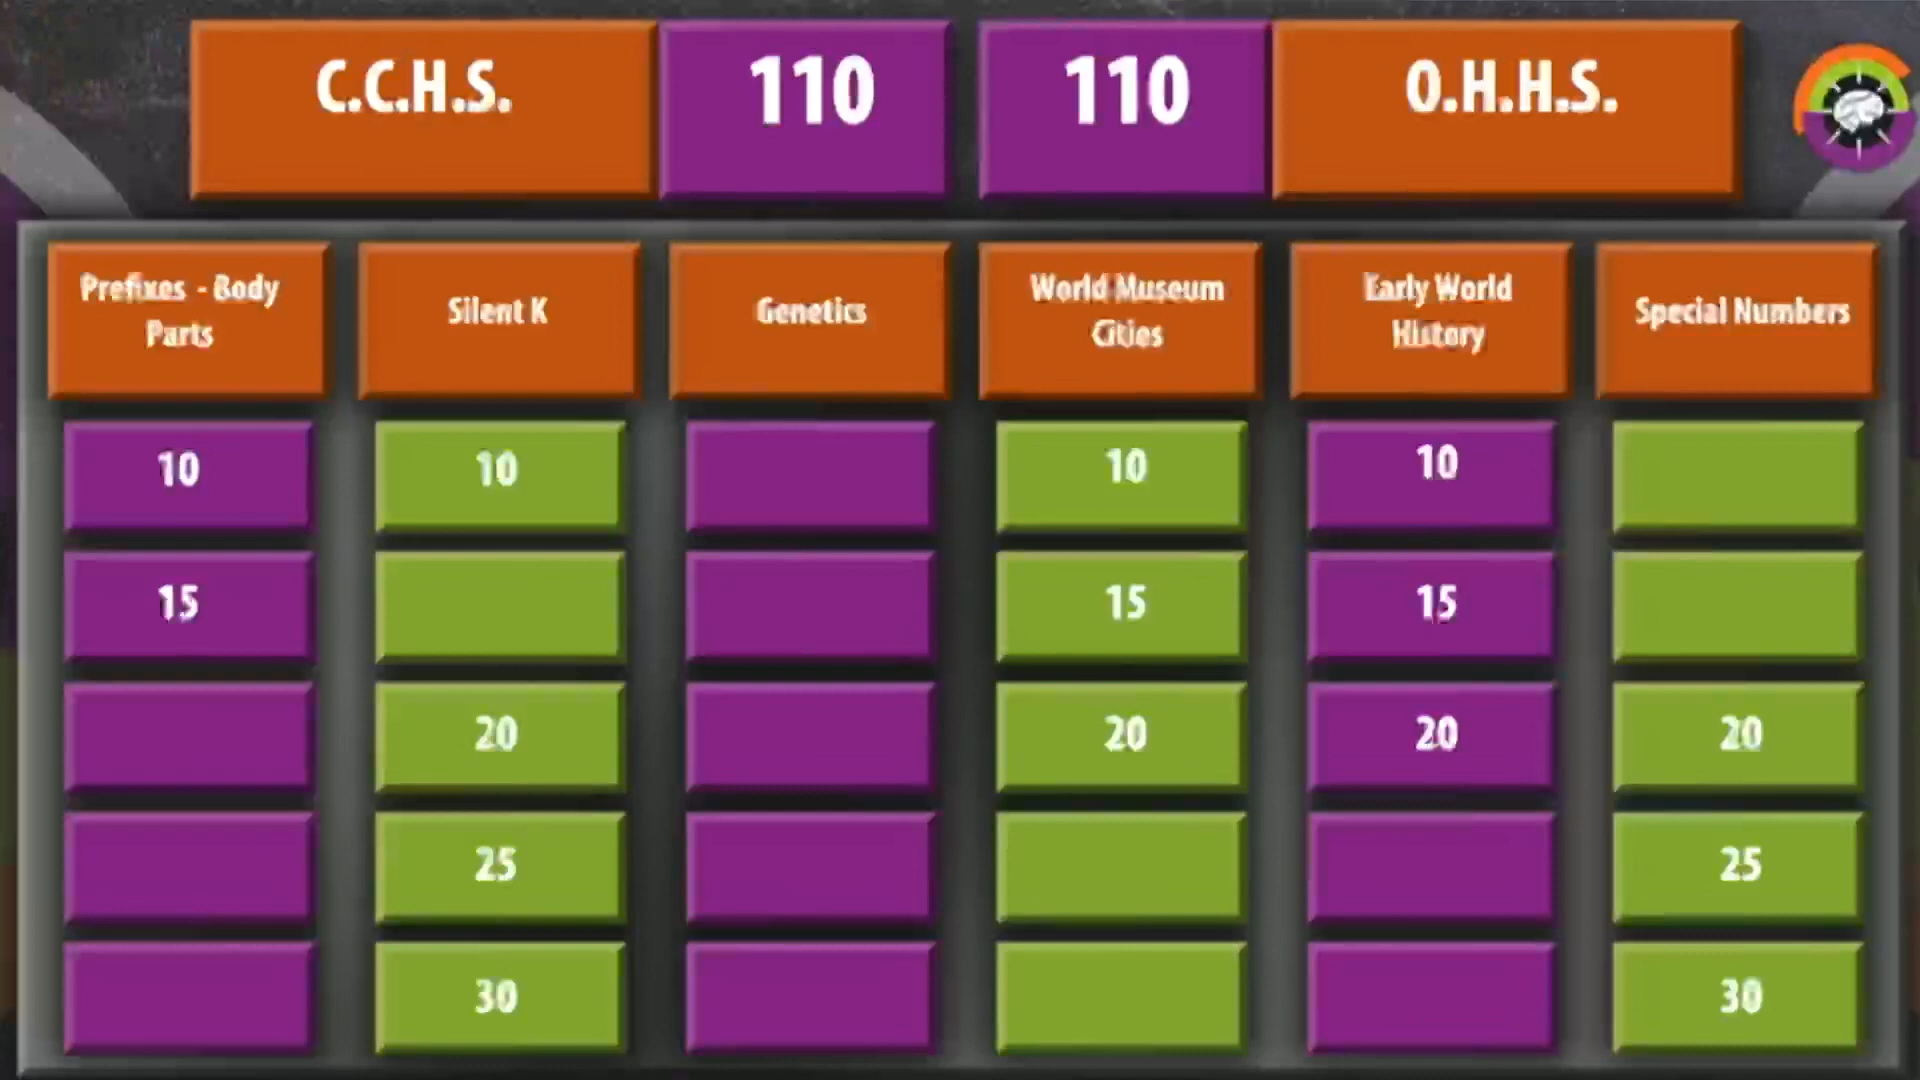 C.C.H.S. 110 110 O.H.H.S.
Prefixes - Body
Parts
Silent K
Genetics
World Museum
Cities
Early World
History
Special Numbers
10 10 10 10
15 15 15
20 20 20 20
25 25
30 30